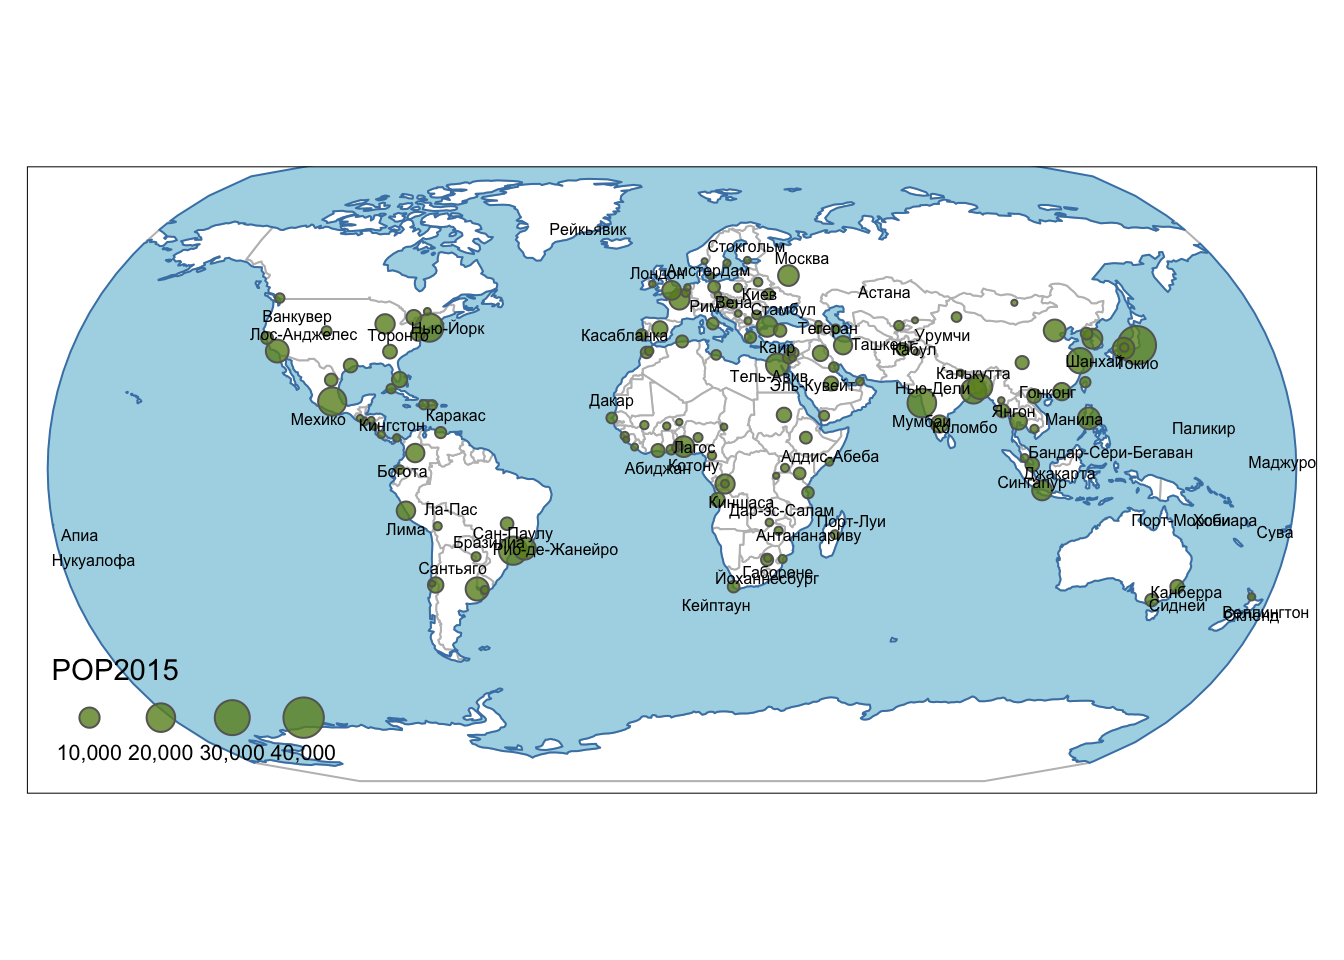 Рейкьявик
Стокгольм
Москва
Лондон
Амстердам
Астана
Киев
Вена
Рим
Стамбул
Ванкувер
Лос-Анджелес
Торонто
Нью-Йорк
Касабланка
Тегеран
Ташкент
Урумчи
Кабул
Каир
Тель-Авив
Эль-Кувейт
Шанхай
Токио
Калькутта
Нью-Дели
Гонконг
Дакар
Мехико
Каракас
Кингстон
Мумбаи
Коломбо
Янгон
Манила
Паликир
Богота
Лагос
Котону
Абиджан
Аддис-Абеба
Бандар-Сери-Бегаван
Маджуро
Джакарта
Сингапур
Киншаса
Дар-эс-Салам
Ла-Пас
Лима
Сан-Паулу
Бразилиа
Рио-де-Жанейро
Порт-Луи
Антананариву
Порт-Морсби
Хониара
Сува
Апиа
Нукуалофа
Сантьяго
Габороне
Йоханнесбург
Кейптаун
Канберра
Сидней
Веллингтон
Окленд
POP2015
10,000 20,000 30,000 40,000